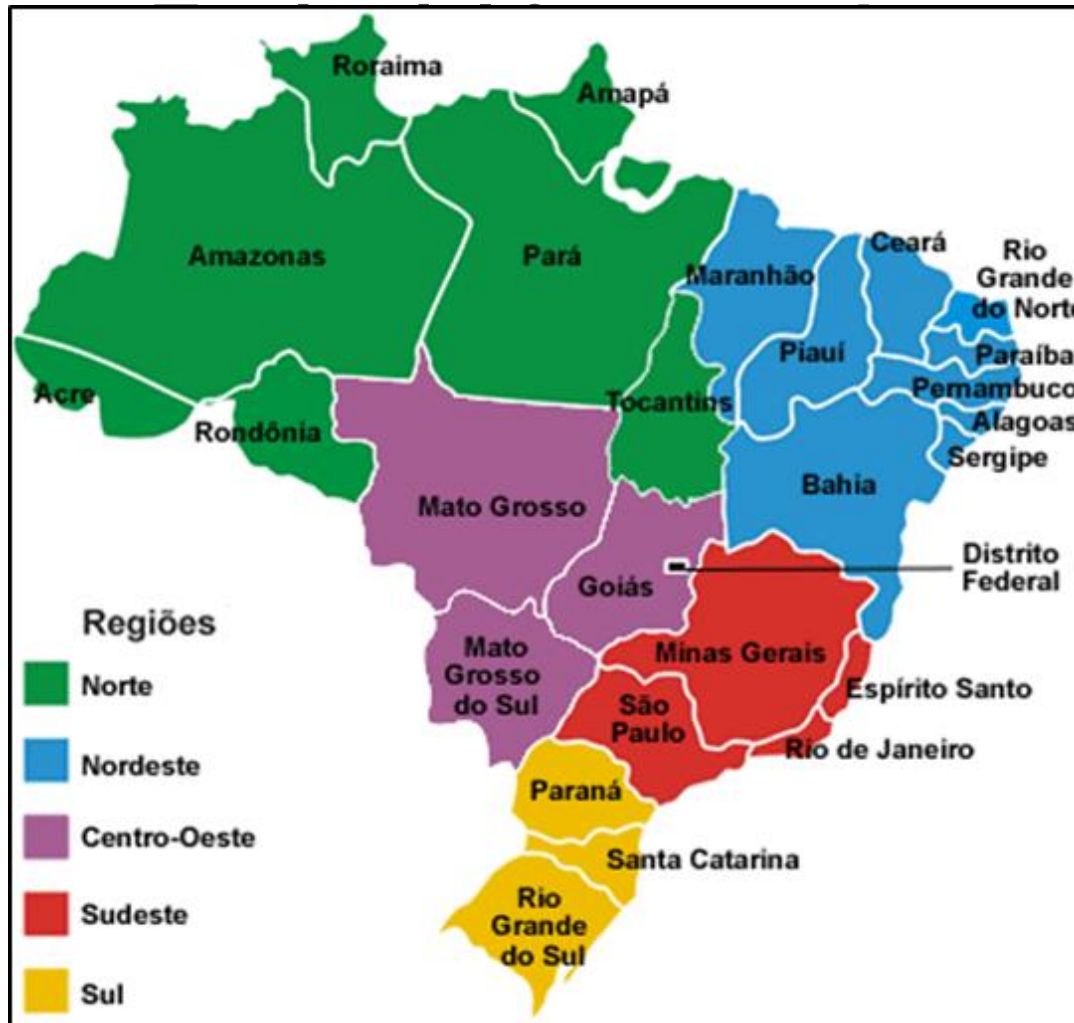 Roraima
Amapá
Amazonas
Pará
Maranhão
Ceará
Rio
Grande
do Norte
Piauí
Paraíba
Acre
Rondônia
Tocantins
Pernambuco
Alagoas
Sergipe
Bahia
Mato Grosso
Goiás
Distrito
Federal
Mato
Grosso
do Sul
Minas Gerais
Espírito Santo
São
Paulo
Rio de Janeiro
Paraná
Santa Catarina
Rio
Grande
do Sul
Regiões
Norte
Nordeste
Centro-Oeste
Sudeste
Sul